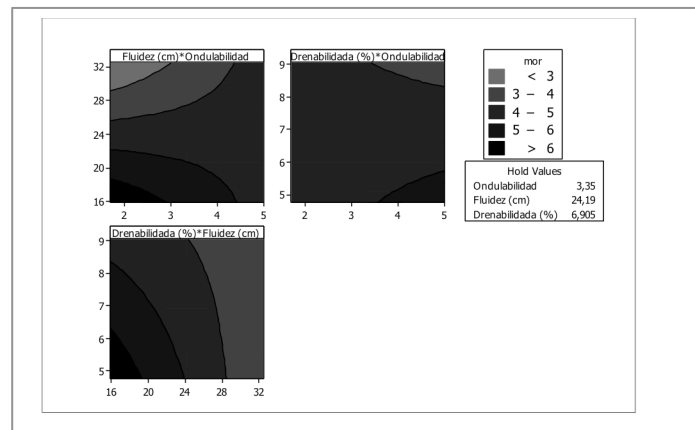 Fluidez (cm)*Ondulabilidad
32
28
24
20
16
2 3 4 5
Drenabilidada (%)*Ondulabilidad
9
8
7
6
5
2 3 4 5
mor
< 3
3 – 4
4 – 5
5 – 6
> 6
Hold Values
Ondulabilidad 3,35
Fluidez (cm) 24,19
Drenabilidada (%) 6,905
Drenabilidada (%)*Fluidez (cm)
9
8
7
6
5
16 20 24 28 32